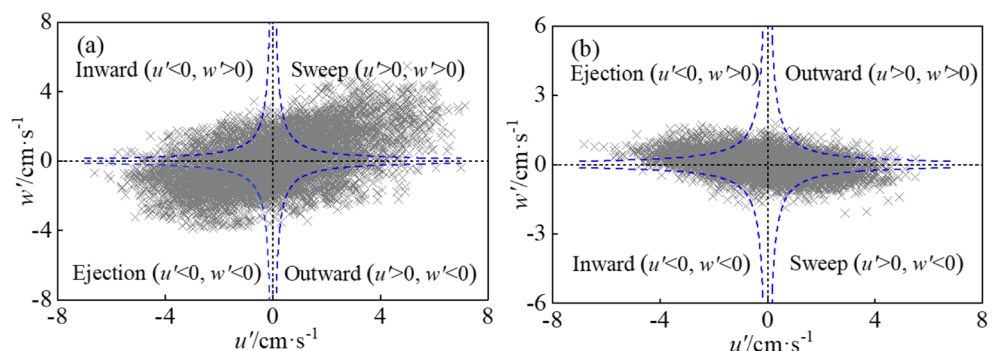 (a)
Inward (u'<0, w'>0) Sweep (u'>0, w'>0)
Ejection (u'<0, w'<0) Outward (u'>0, w'<0)
8
4
0
-4
-8
w'/cm·s-1
-8 -4 0 4 8
u'/cm·s-1
(b)
Ejection (u'<0, w'>0) Outward (u'>0, w'>0)
Inward (u'<0, w'<0) Sweep (u'>0, w'<0)
6
3
0
-3
-6
w'/cm·s-1
-8 -4 0 4 8
u'/cm·s-1